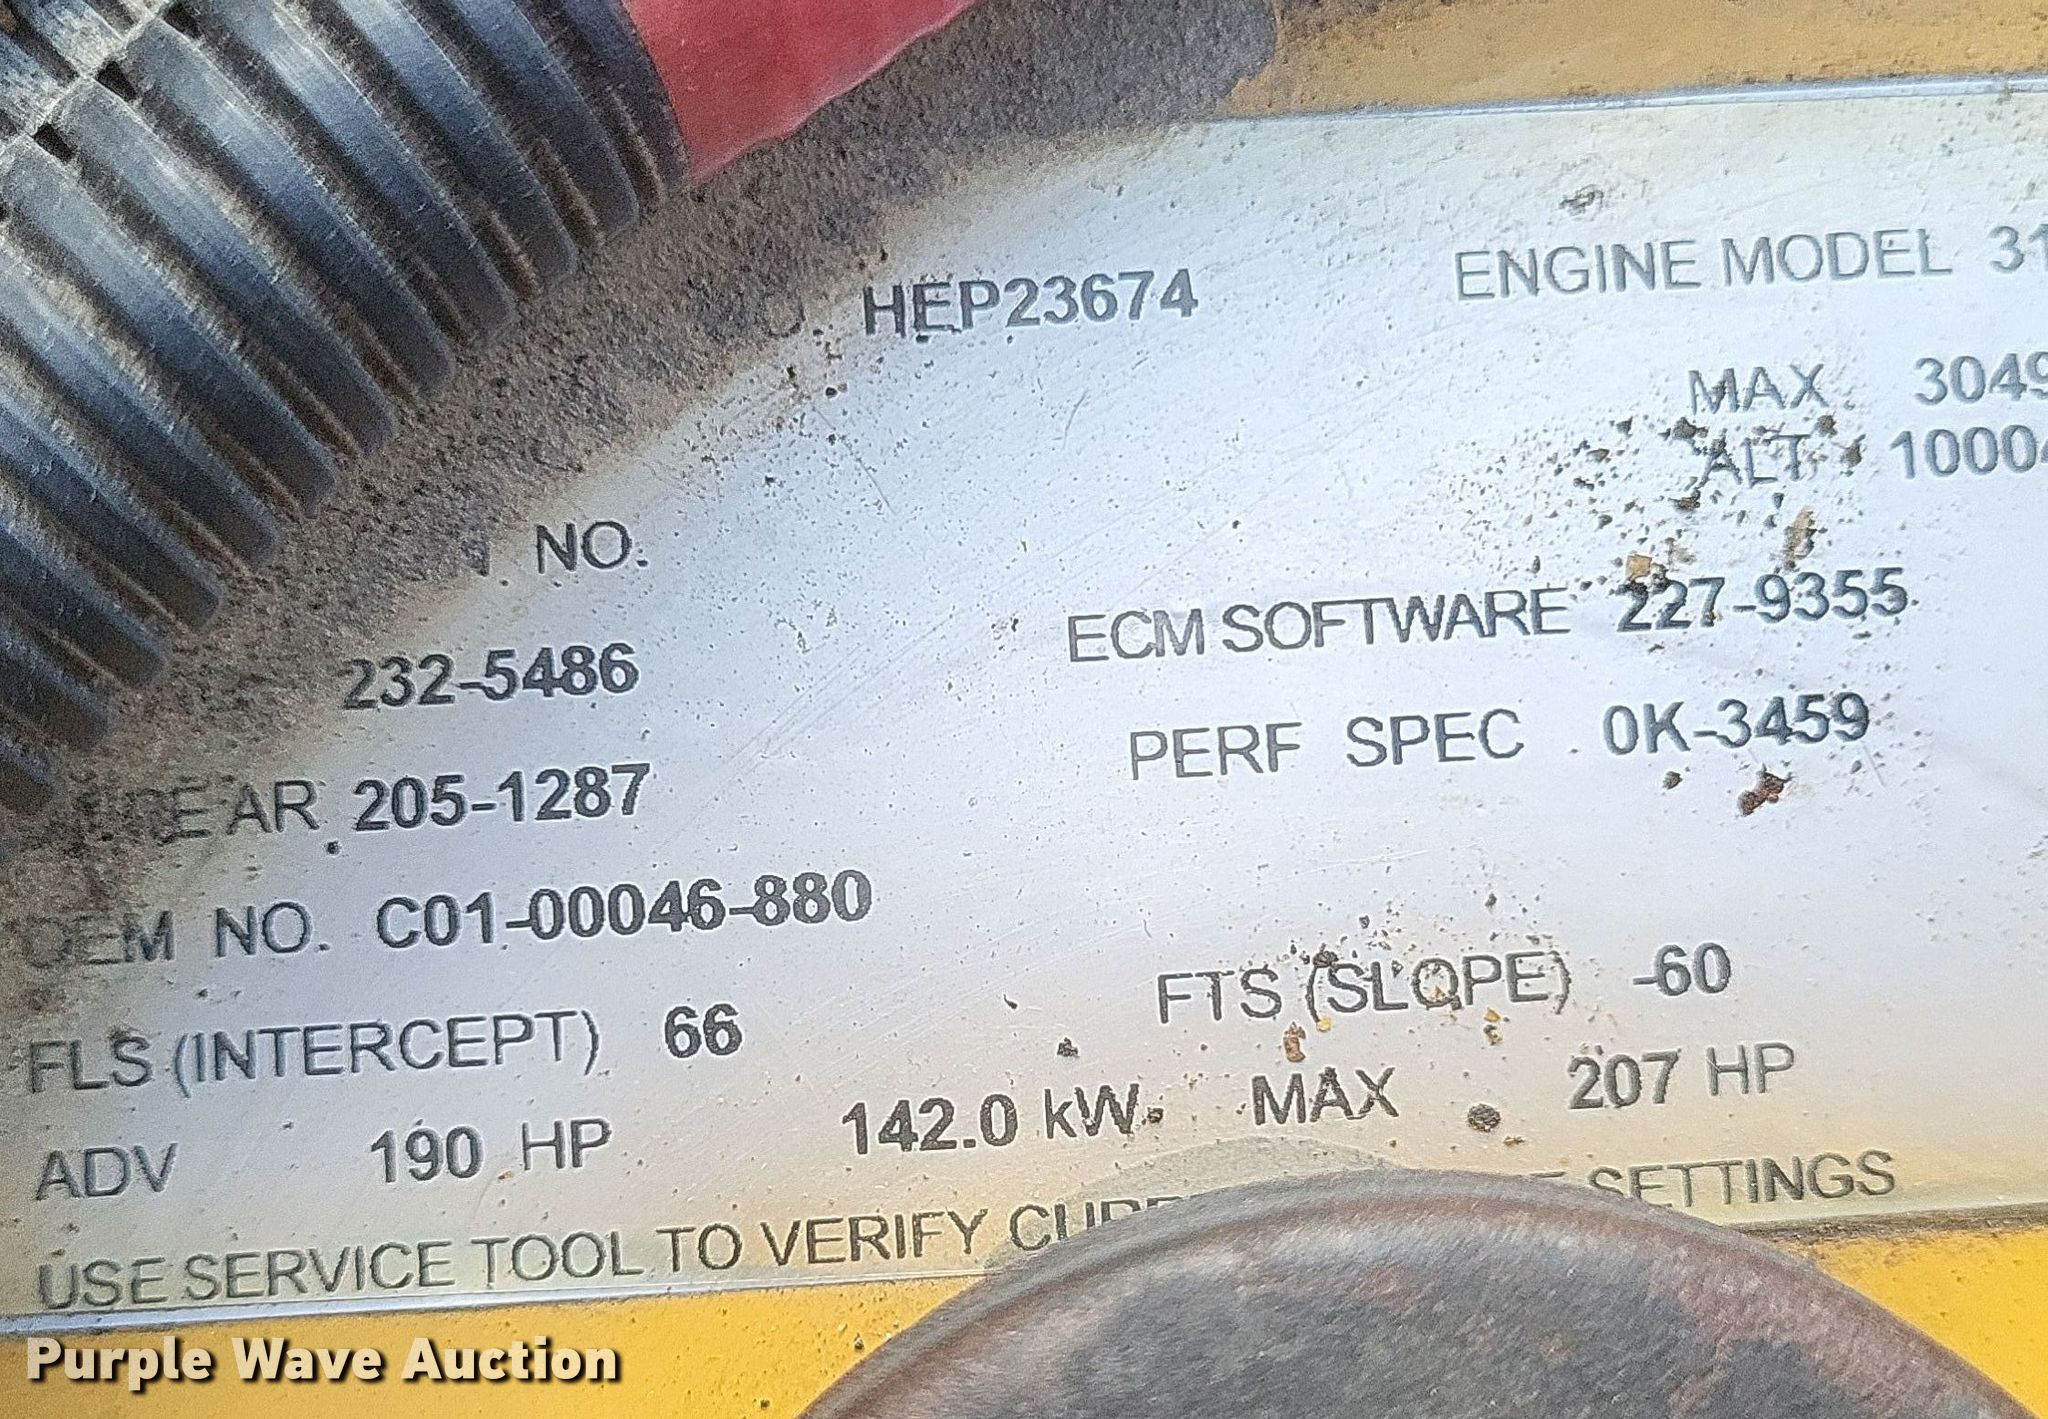 HEP23674 ENGINE MODEL 31
MAX 3049
ALT 10004
NO.
232-5486 ECM SOFTWARE 227-9355
AR 205-1287 PERF SPEC 0K-3459
OEM NO. C01-00046-880
FLS (INTERCEPT) 66 FTS (SLOPE) -60
ADV 190 HP 142.0 kW MAX 207 HP
USE SERVICE TOOL TO VERIFY SETTINGS
Purple Wave Auction